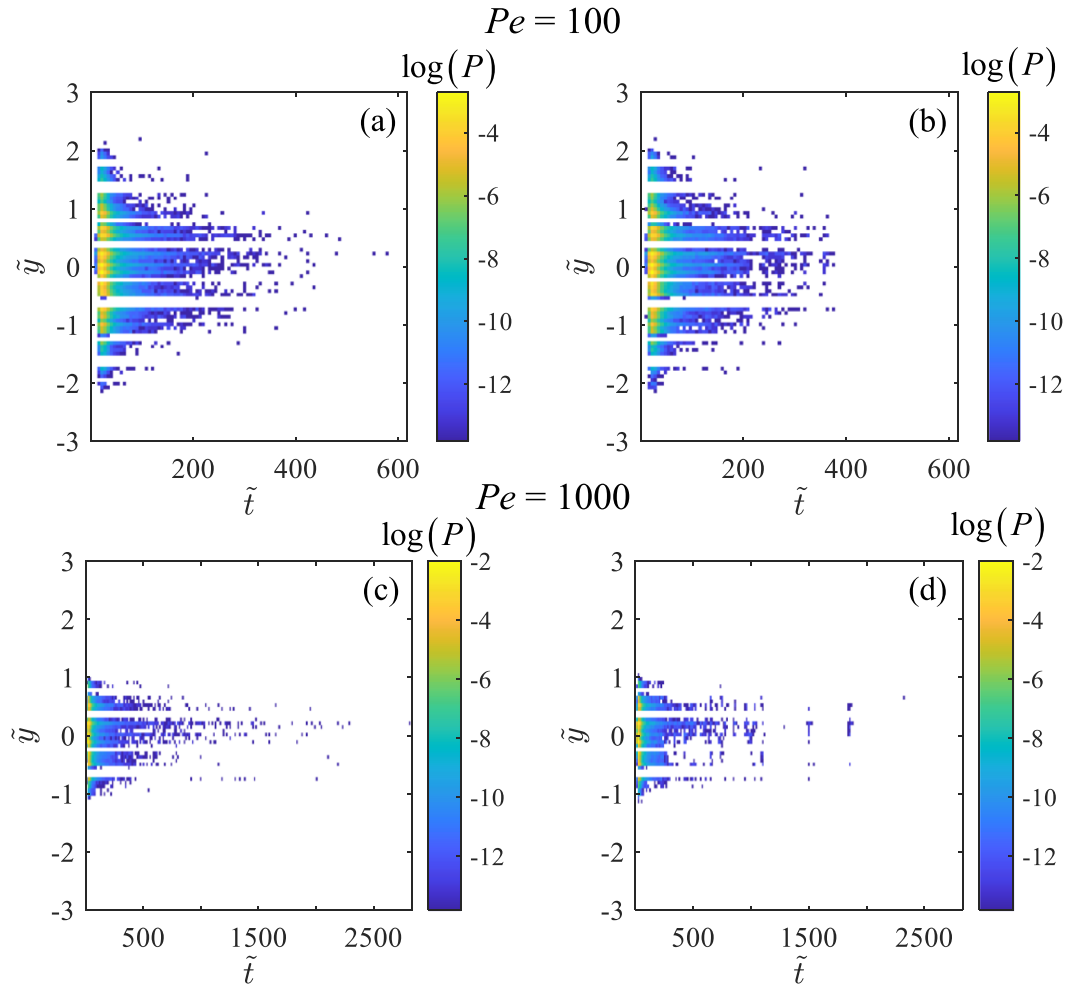 Pe = 100
log(P) log(P)
3 (a) -4 3 (b) -4
2 2
1 -6 1 -6
ỹ 0 -8 ỹ 0 -8
-1 -10 -1 -10
-2 -12 -2 -12
-3 -3
200 400 600 200 400 600
t̃ t̃
Pe = 1000
log(P) log(P)
3 (c) -2 3 (d) -2
2 -4 2 -4
1 -6 1 -6
ỹ 0 -8 ỹ 0 -8
-1 -10 -1 -10
-2 -12 -2 -12
-3 -3
500 1500 2500 500 1500 2500
t̃ t̃